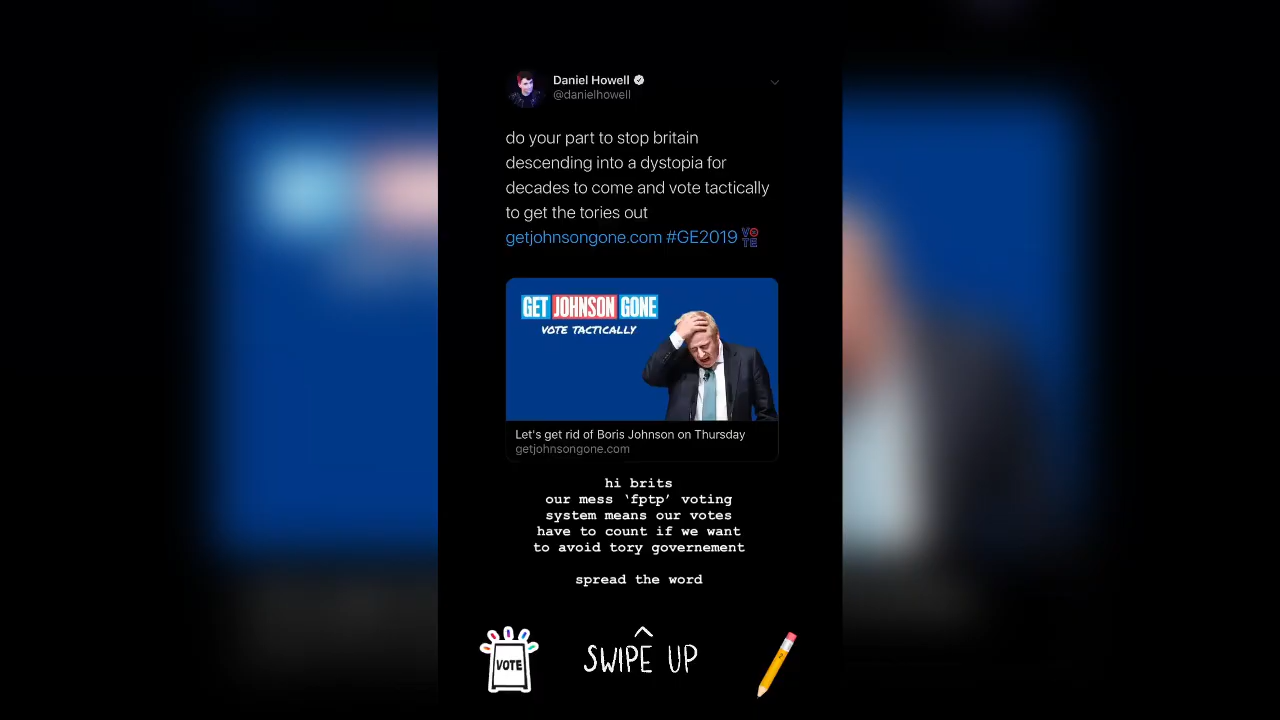 Daniel Howell
@danielhowell
do your part to stop britain
descending into a dystopia for
decades to come and vote tactically
to get the tories out
getjohnsongone.com #GE2019 VOTE
GET JOHNSON GONE
VOTE TACTICALLY
Let's get rid of Boris Johnson on Thursday
getjohnsongone.com
hi brits
our mess ‘fptp’ voting
system means our votes
have to count if we want
to avoid tory governement
spread the word
VOTE
SWIPE UP